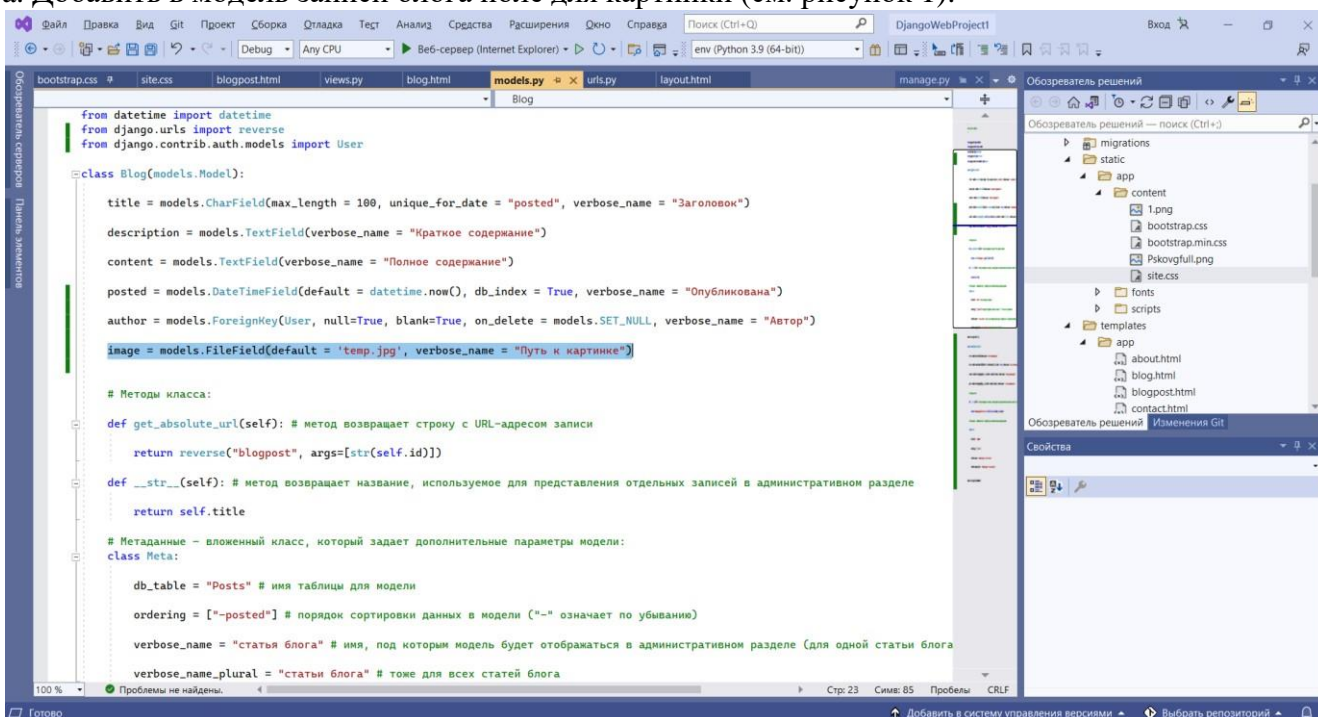 а. Добавить в модель записи блога поле для картинки (см. рисунок 1).
Файл Правка Вид Git Проект Сборка Отладка Тест Анализ Средства Расширения Окно Справка Поиск (Ctrl+Q) DjangoWebProject1 Вход
Debug Any CPU Веб-сервер (Internet Explorer) env (Python 3.9 (64-bit))
bootstrap.css site.css blogpost.html views.py blog.html models.py urls.py layout.html manage.py
Blog
Обозреватель серверов
Панель элементов
from datetime import datetime
from django.urls import reverse
from django.contrib.auth.models import User
class Blog(models.Model):
title = models.CharField(max_length = 100, unique_for_date = "posted", verbose_name = "Заголовок")
description = models.TextField(verbose_name = "Краткое содержание")
content = models.TextField(verbose_name = "Полное содержание")
posted = models.DateTimeField(default = datetime.now(), db_index = True, verbose_name = "Опубликована")
author = models.ForeignKey(User, null=True, blank=True, on_delete = models.SET_NULL, verbose_name = "Автор")
image = models.FileField(default = 'temp.jpg', verbose_name = "Путь к картинке")
# Методы класса:
def get_absolute_url(self): # метод возвращает строку с URL-адресом записи
return reverse("blogpost", args=[str(self.id)])
def __str__(self): # метод возвращает название, используемое для представления отдельных записей в административном разделе
return self.title
# Метаданные – вложенный класс, который задает дополнительные параметры модели:
class Meta:
db_table = "Posts" # имя таблицы для модели
ordering = ["-posted"] # порядок сортировки данных в модели ("-" означает по убыванию)
verbose_name = "статья блога" # имя, под которым модель будет отображаться в административном разделе (для одной статьи блога
verbose_name_plural = "статьи блога" # тоже для всех статей блога
100 % Проблемы не найдены. Стр: 23 Симв: 85 Пробелы CRLF
Обозреватель решений
Обозреватель решений — поиск (Ctrl+;)
migrations
static
app
content
1.png
bootstrap.css
bootstrap.min.css
Pskovgfull.png
site.css
fonts
scripts
templates
app
about.html
blog.html
blogpost.html
contact.html
Обозреватель решений Изменения Git
Свойства
Готово Добавить в систему управления версиями Выбрать репозиторий